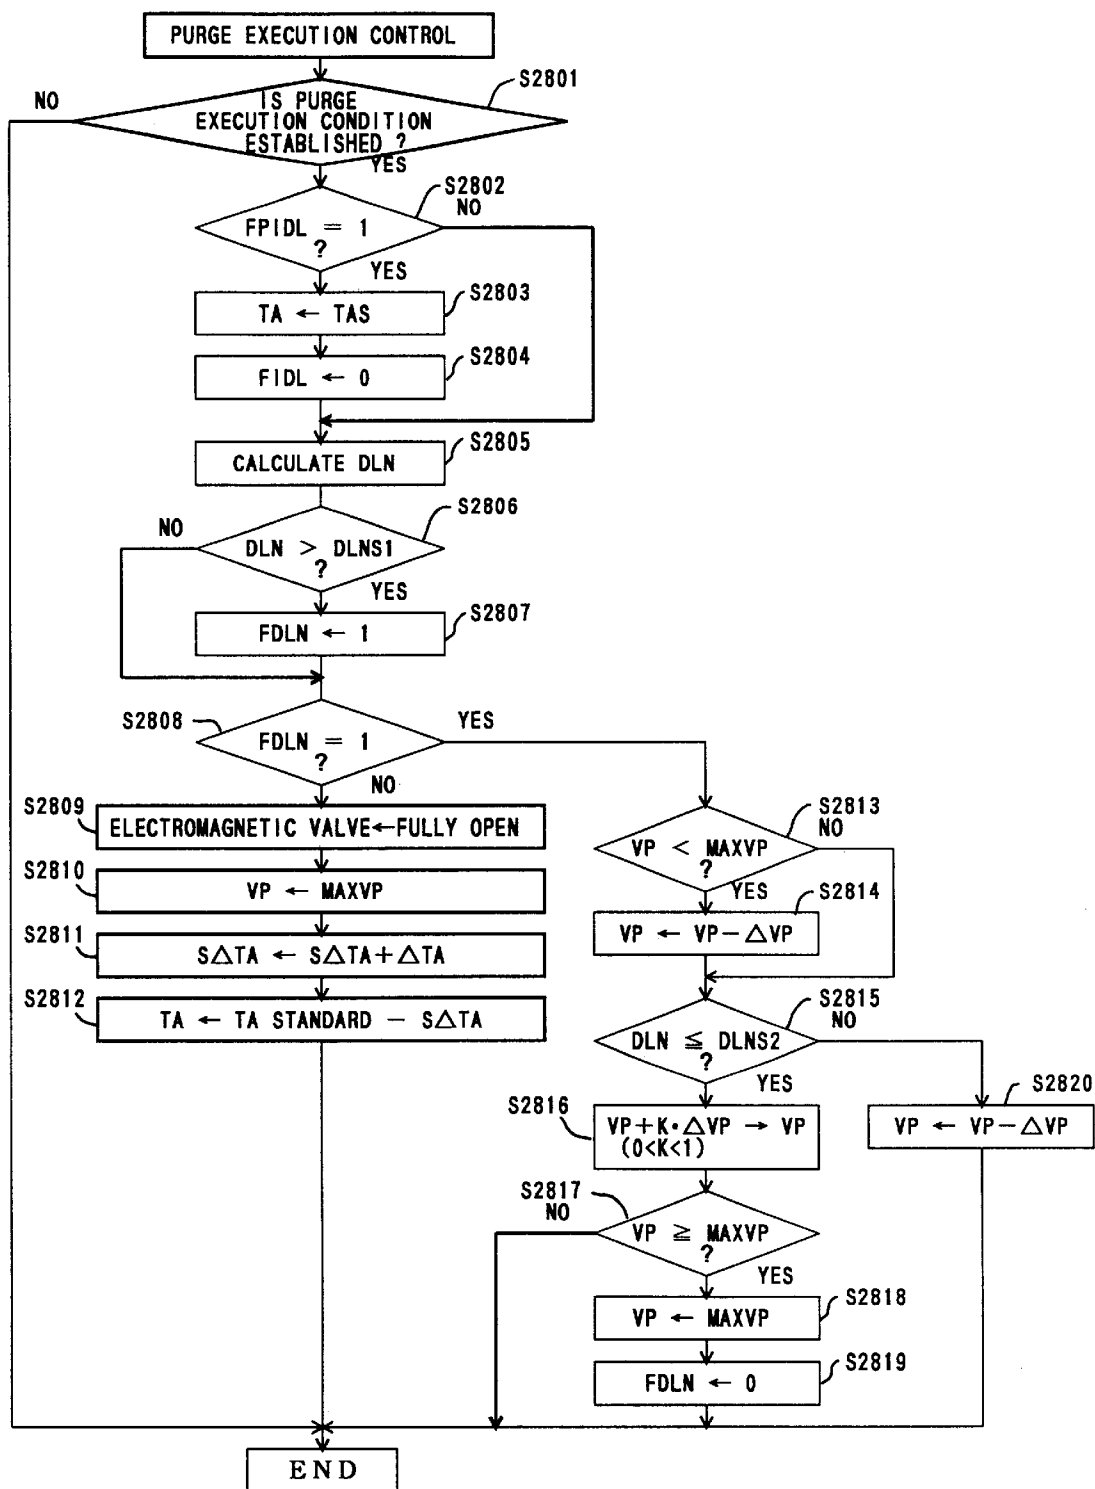 PURGE EXECUTION CONTROL
S2801
NO
IS PURGE
EXECUTION CONDITION
ESTABLISHED ?
YES
S2802
NO
FPIDL = 1
?
YES
S2803
TA ← TAS
S2804
FIDL ← 0
S2805
CALCULATE DLN
S2806
NO
DLN > DLNS1
?
YES
S2807
FDLN ← 1
S2808
YES
FDLN = 1
?
NO
S2809
ELECTROMAGNETIC VALVE←FULLY OPEN
S2810
VP ← MAXVP
S2811
S△TA ← S△TA+△TA
S2812
TA ← TA STANDARD − S△TA
S2813
NO
VP < MAXVP
?
YES
S2814
VP ← VP−△VP
S2815
NO
DLN ≦ DLNS2
?
YES
S2816
VP+K·△VP → VP
(0<K<1)
S2820
VP ← VP−△VP
S2817
NO
VP ≧ MAXVP
?
YES
S2818
VP ← MAXVP
S2819
FDLN ← 0
END